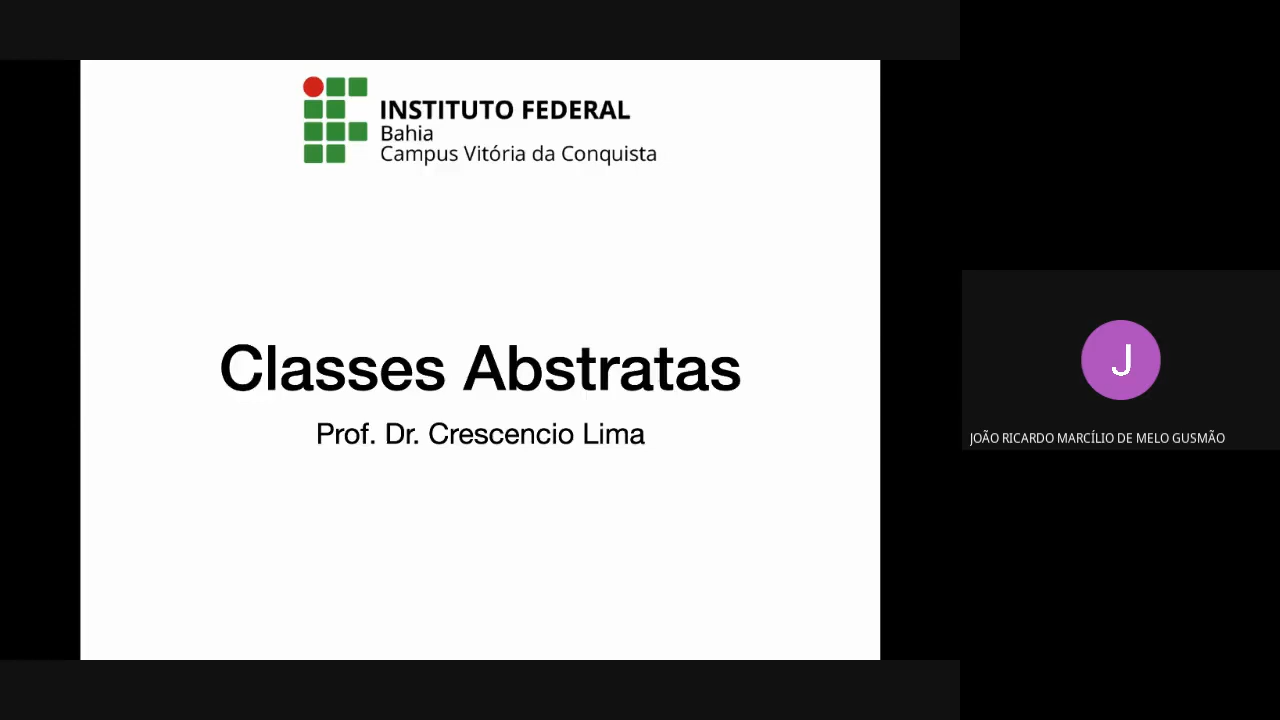 INSTITUTO FEDERAL
Bahia
Campus Vitória da Conquista
Classes Abstratas
Prof. Dr. Crescencio Lima
J
JOÃO RICARDO MARCÍLIO DE MELO GUSMÃO